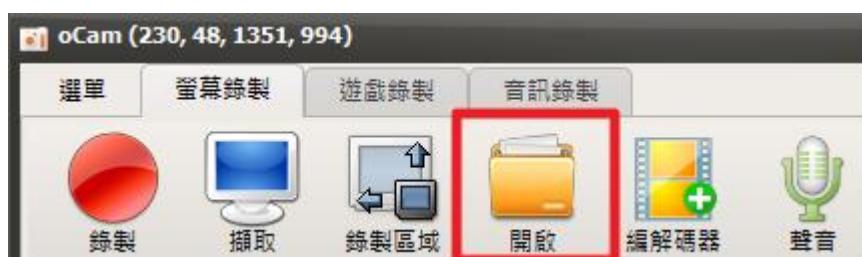 oCam (230, 48, 1351, 994)
選單 螢幕錄製 遊戲錄製 音訊錄製
錄製 擷取 錄製區域 開啟 編解碼器 聲音